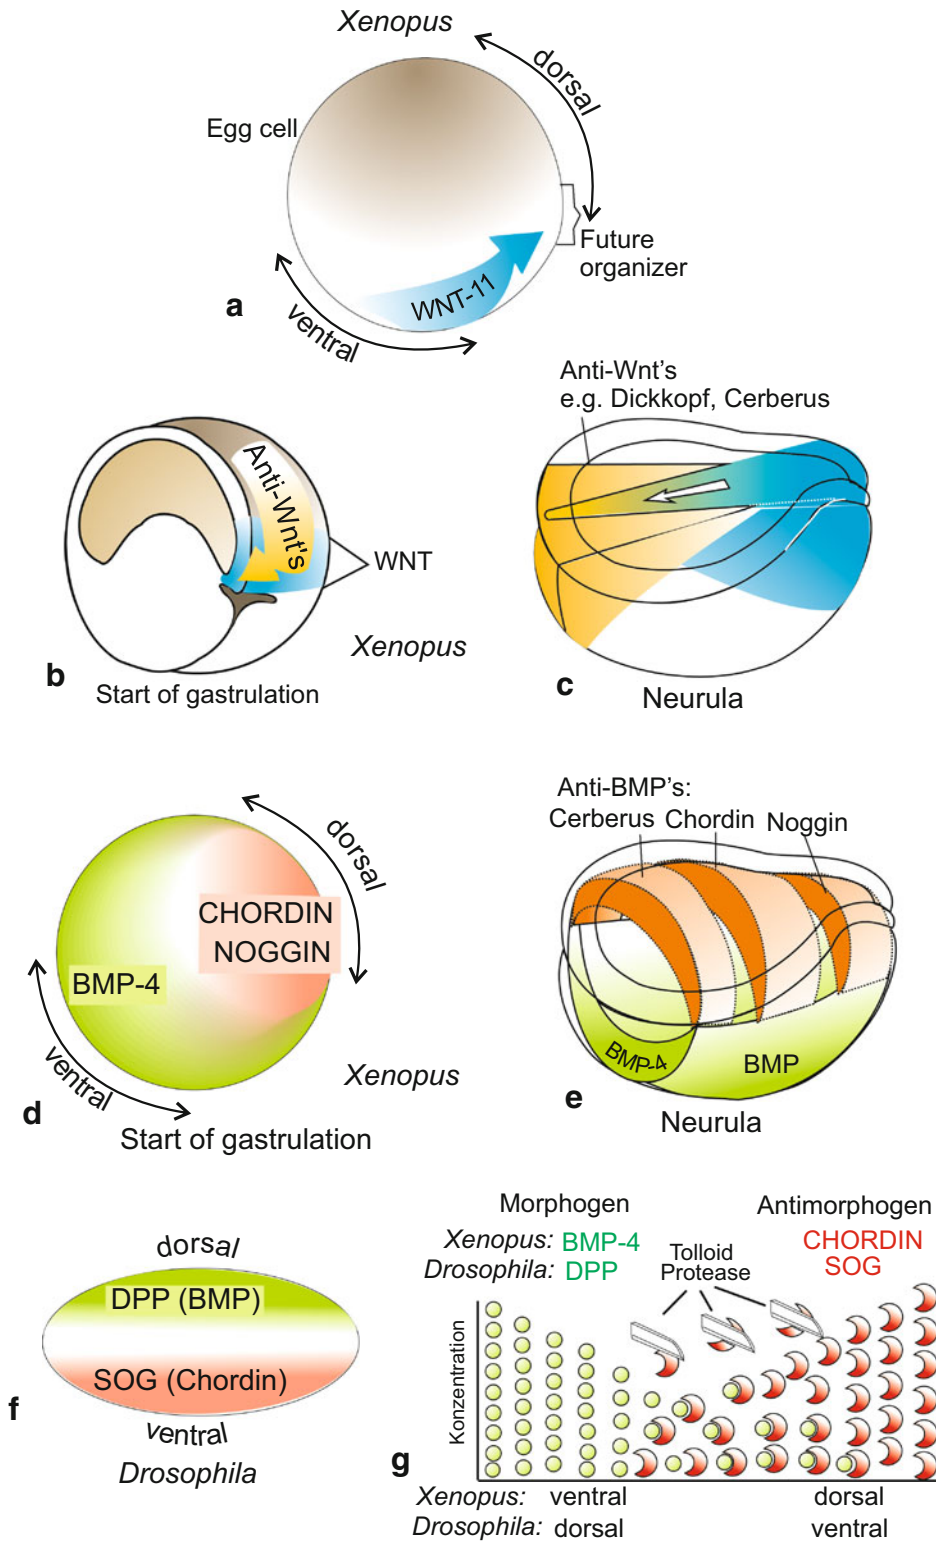 Xenopus
dorsal
Egg cell
Future
organizer
WNT-11
a
ventral
Anti-Wnt's
e.g. Dickkopf, Cerberus
Anti-Wnt's
WNT
Xenopus
b
Start of gastrulation
c
Neurula
Anti-BMP's:
Cerberus Chordin Noggin
dorsal
CHORDIN
NOGGIN
BMP-4
ventral
Xenopus
d
Start of gastrulation
BMP-4
BMP
e
Neurula
dorsal
DPP (BMP)
SOG (Chordin)
f
ventral
Drosophila
Morphogen
Antimorphogen
Xenopus: BMP-4
Drosophila: DPP
Tolloid
Protease
CHORDIN
SOG
Konzentration
g
Xenopus: ventral dorsal
Drosophila: dorsal ventral